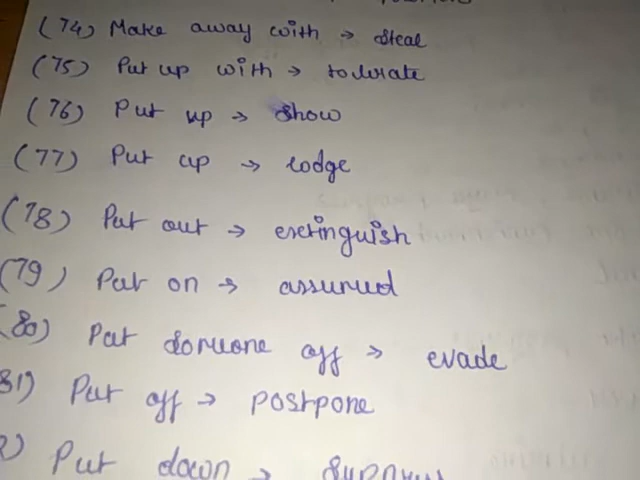 (74) Make away with → steal
(75) Put up with → tolerate
(76) Put up → show
(77) Put up → lodge
(78) Put out → extinguish
(79) Put on → assumed
(80) Put someone off → evade
81) Put off → postpone
2) Put down →